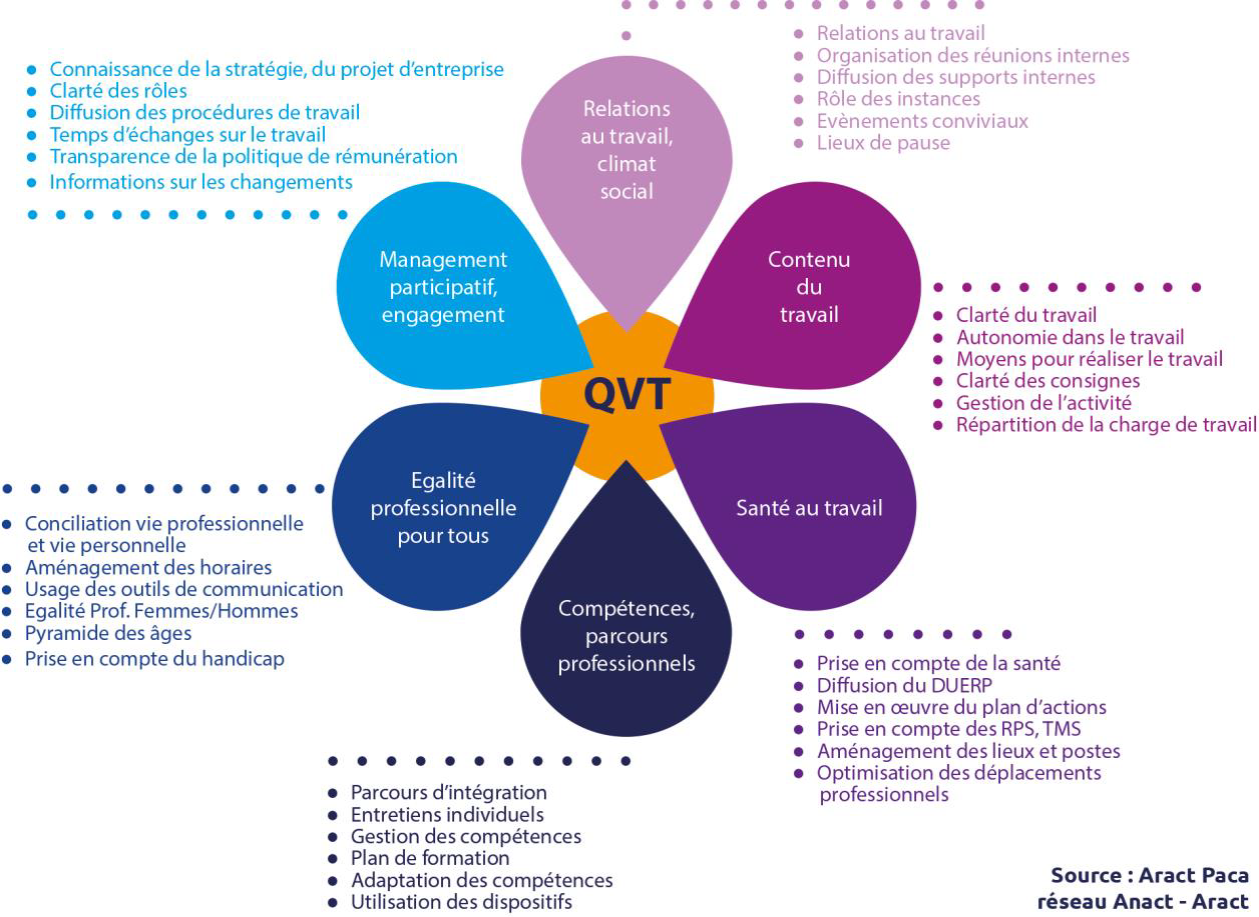 Relations au travail
Organisation des réunions internes
Diffusion des supports internes
Rôle des instances
Evènements conviviaux
Lieux de pause
Connaissance de la stratégie, du projet d'entreprise
Clarté des rôles
Diffusion des procédures de travail
Temps d'échanges sur le travail
Transparence de la politique de rémunération
Informations sur les changements
Relations
au travail,
climat
social
Management
participatif,
engagement
Contenu
du
travail
Clarté du travail
Autonomie dans le travail
Moyens pour réaliser le travail
Clarté des consignes
Gestion de l'activité
Répartition de la charge de travail
QVT
Egalité
professionnelle
pour tous
Santé au travail
Conciliation vie professionnelle
et vie personnelle
Aménagement des horaires
Usage des outils de communication
Egalité Prof. Femmes/Hommes
Pyramide des âges
Prise en compte du handicap
Compétences,
parcours
professionnels
Prise en compte de la santé
Diffusion du DUERP
Mise en œuvre du plan d'actions
Prise en compte des RPS, TMS
Aménagement des lieux et postes
Optimisation des déplacements
professionnels
Parcours d'intégration
Entretiens individuels
Gestion des compétences
Plan de formation
Adaptation des compétences
Utilisation des dispositifs
Source : Aract Paca
réseau Anact - Aract